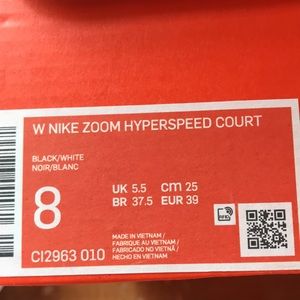 W NIKE ZOOM HYPERSPEED COURT
BLACK/WHITE
NOIR/BLANC
8
UK 5.5 cm 25
BR 37.5 EUR 39
CI2963 010
MADE IN VIETNAM /
FABRIQUÉ AU VIETNAM /
FABRICADO NO VIETNÃ /
HECHO EN VIETNAM